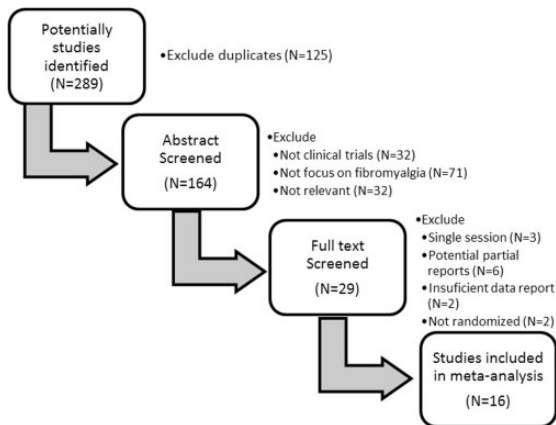 Potentially
studies
identified
(N=289)
•Exclude duplicates (N=125)
Abstract
Screened
(N=164)
•Exclude
•Not clinical trials (N=32)
•Not focus on fibromyalgia (N=71)
•Not relevant (N=32)
Full text
Screened
(N=29)
•Exclude
•Single session (N=3)
•Potential partial
reports (N=6)
•Insuficient data report
(N=2)
•Not randomized (N=2)
Studies included
in meta-analysis
(N=16)